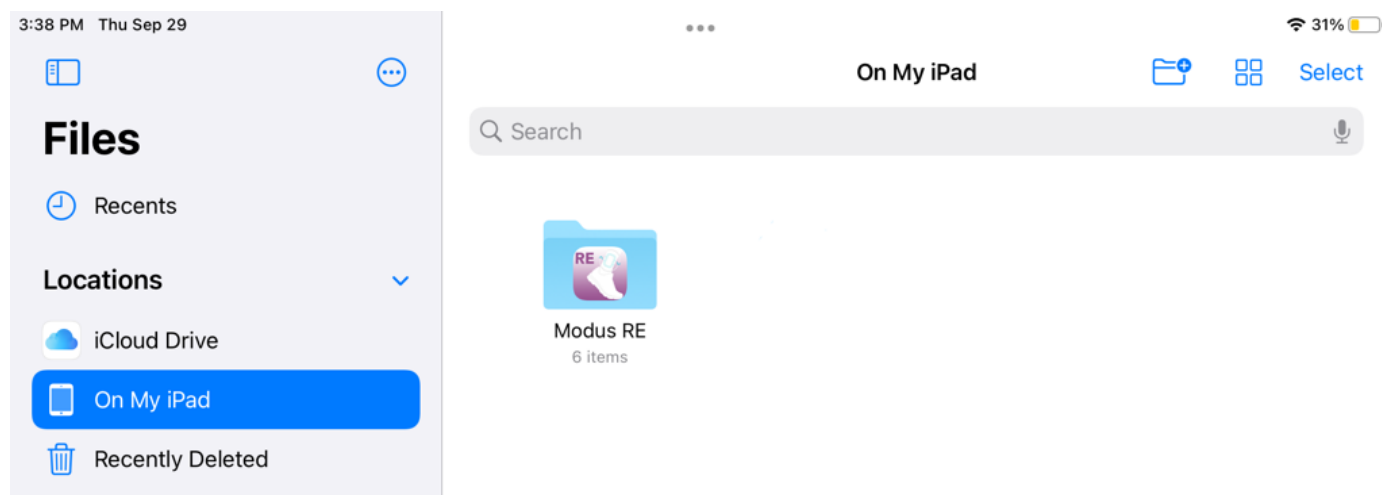 3:38 PM Thu Sep 29
31%
Files
Recents
Locations
iCloud Drive
On My iPad
Recently Deleted
On My iPad
Select
Search
RE
Modus RE
6 items